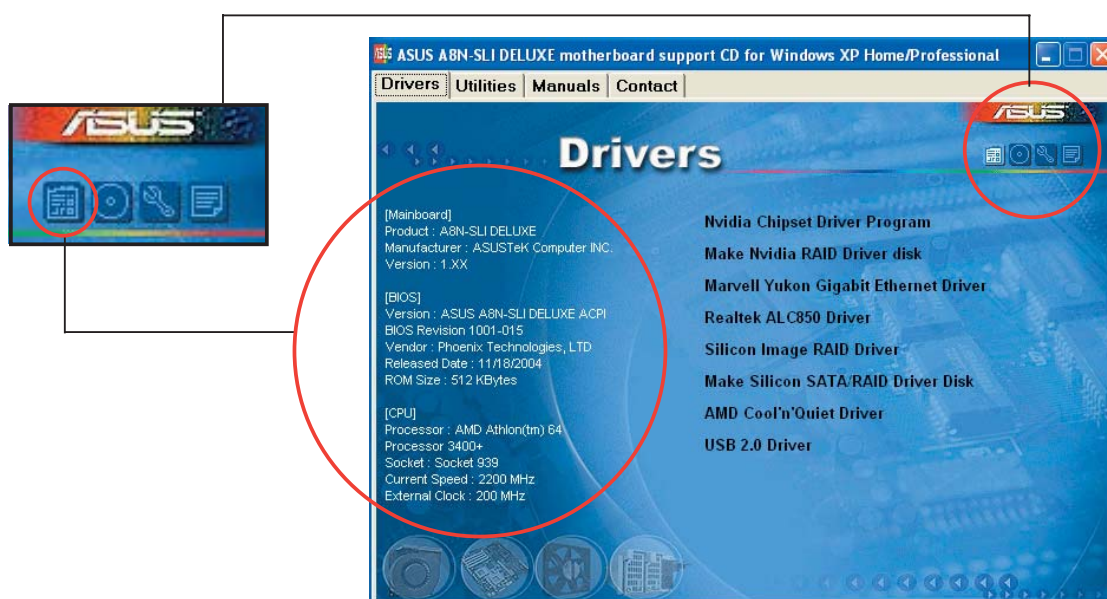 ASUS A8N-SLI DELUXE motherboard support CD for Windows XP Home/Professional
Drivers Utilities Manuals Contact
/ISUS
/ISUS
Drivers
[Mainboard]
Product : A8N-SLI DELUXE
Manufacturer : ASUSTeK Computer INC.
Version : 1.XX
[BIOS]
Version : ASUS A8N-SLI DELUXE ACPI
BIOS Revision 1001-015
Vendor : Phoenix Technologies, LTD
Released Date : 11/18/2004
ROM Size : 512 KBytes
[CPU]
Processor : AMD Athlon(tm) 64
Processor 3400+
Socket : Socket 939
Current Speed : 2200 MHz
External Clock : 200 MHz
Nvidia Chipset Driver Program
Make Nvidia RAID Driver disk
Marvell Yukon Gigabit Ethernet Driver
Realtek ALC850 Driver
Silicon Image RAID Driver
Make Silicon SATA/RAID Driver Disk
AMD Cool'n'Quiet Driver
USB 2.0 Driver